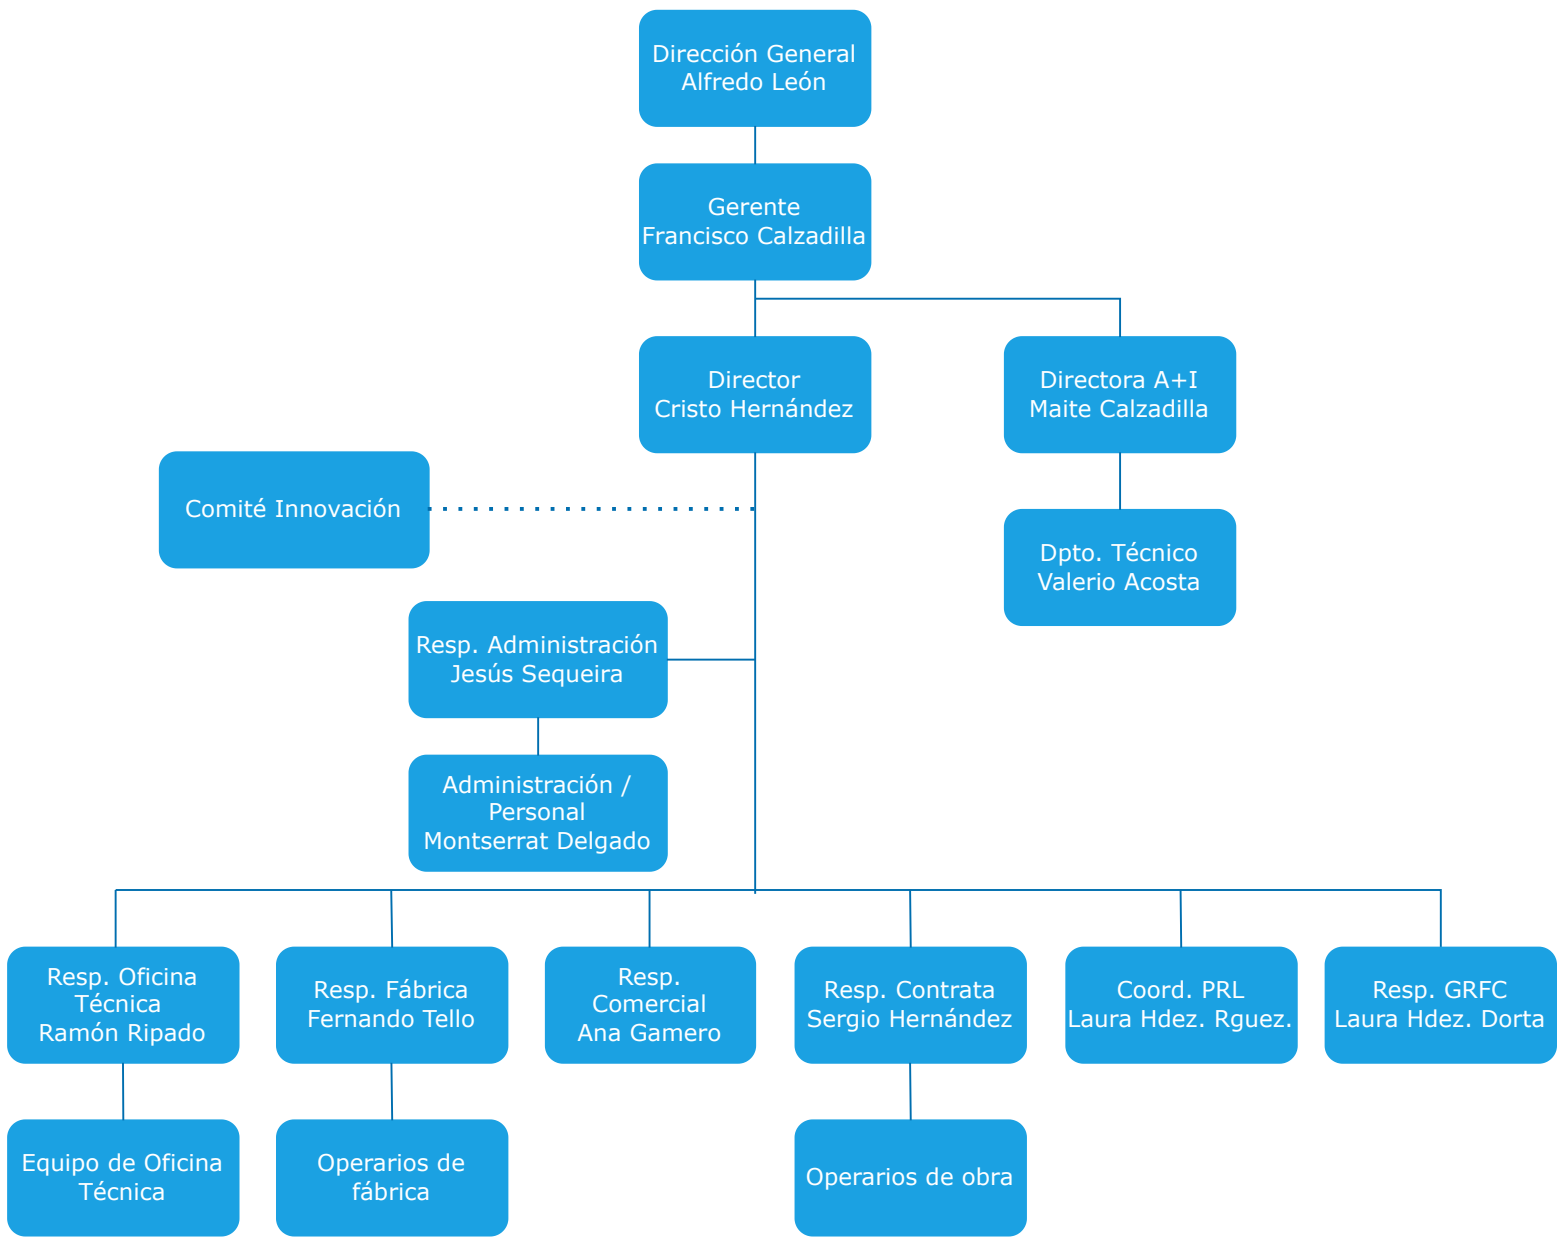 Dirección General
Alfredo León
Gerente
Francisco Calzadilla
Director
Cristo Hernández
Directora A+I
Maite Calzadilla
Comité Innovación
Dpto. Técnico
Valerio Acosta
Resp. Administración
Jesús Sequeira
Administración /
Personal
Montserrat Delgado
Resp. Oficina
Técnica
Ramón Ripado
Resp. Fábrica
Fernando Tello
Resp.
Comercial
Ana Gamero
Resp. Contrata
Sergio Hernández
Coord. PRL
Laura Hdez. Rguez.
Resp. GRFC
Laura Hdez. Dorta
Equipo de Oficina
Técnica
Operarios de
fábrica
Operarios de obra